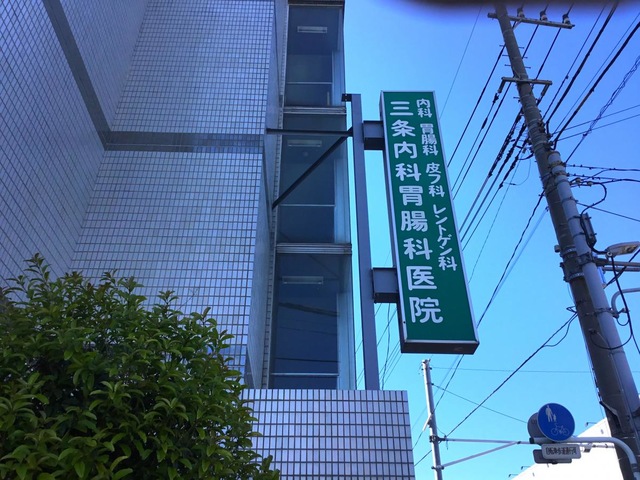 内科 胃腸科 皮フ科 レントゲン科
三条内科胃腸科医院